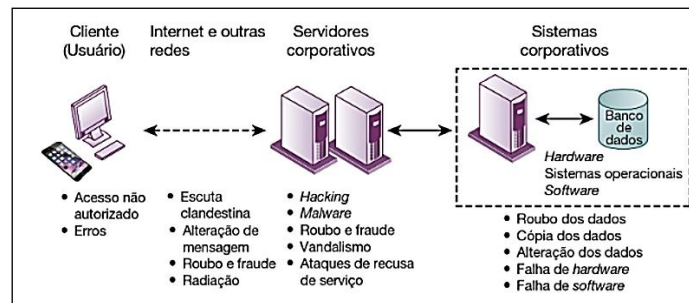 Cliente
(Usuário)
Internet e outras
redes
Servidores
corporativos
Sistemas
corporativos
Banco
de
dados
Hardware
Sistemas operacionais
Software
• Acesso não
autorizado
• Erros
• Escuta
clandestina
• Alteração de
mensagem
• Roubo e fraude
• Radiação
• Hacking
• Malware
• Roubo e fraude
• Vandalismo
• Ataques de recusa
de serviço
• Roubo dos dados
• Cópia dos dados
• Alteração dos dados
• Falha de hardware
• Falha de software